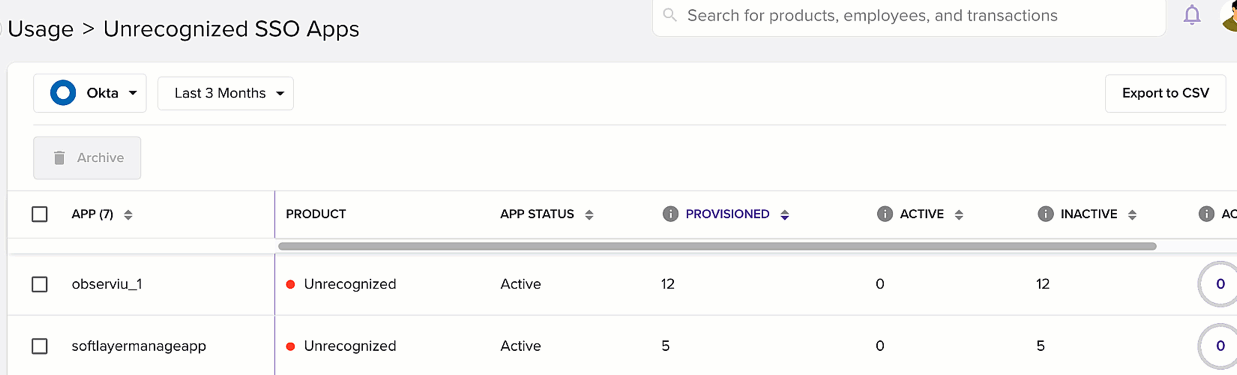 Usage > Unrecognized SSO Apps
Search for products, employees, and transactions
Okta
Last 3 Months
Export to CSV
Archive
APP (7) PRODUCT APP STATUS PROVISIONED ACTIVE INACTIVE
observiu_1 Unrecognized Active 12 0 12 0
softlayermanageapp Unrecognized Active 5 0 5 0